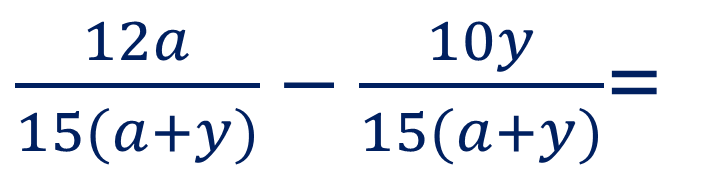 12a / 15(a+y) − 10y / 15(a+y) =